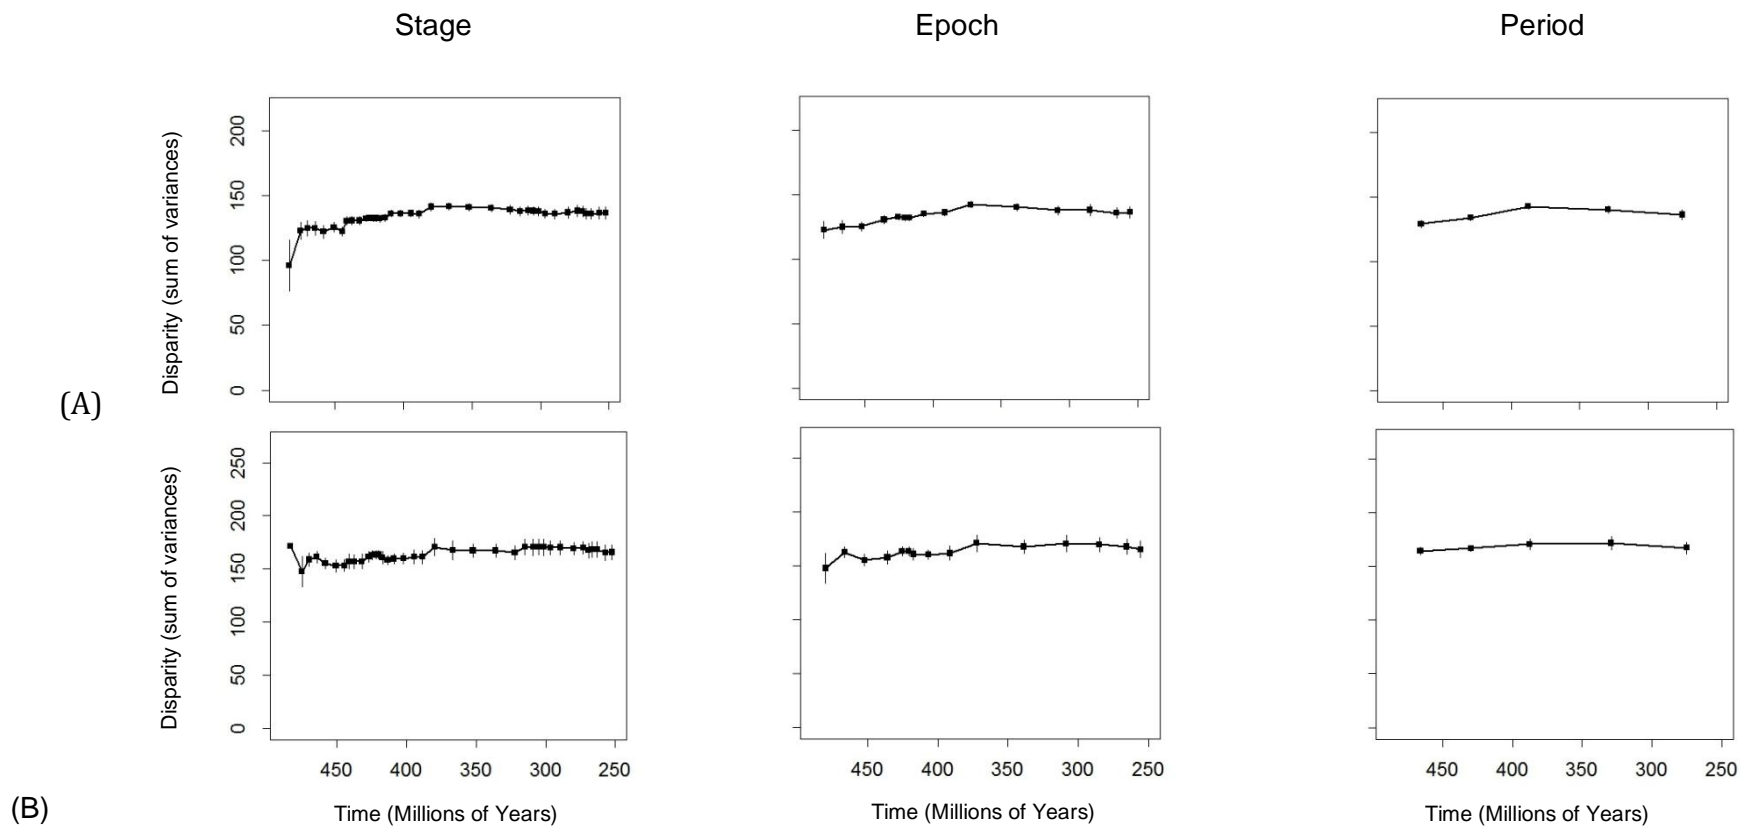 Stage Epoch Period
Disparity (sum of variances)
200
150
100
50
0
(A)
Disparity (sum of variances)
250
200
150
100
50
0
450 400 350 300 250 450 400 350 300 250 450 400 350 300 250
(B) Time (Millions of Years) Time (Millions of Years) Time (Millions of Years)